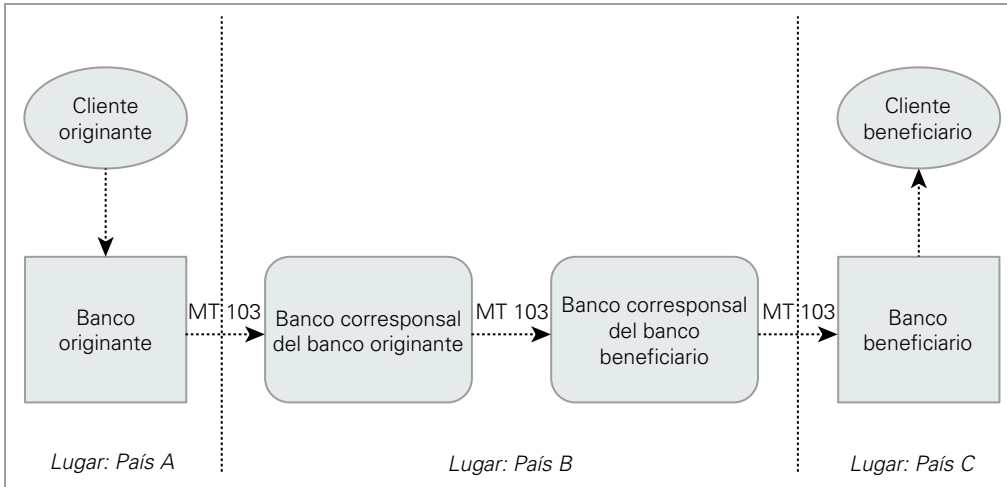 Cliente
originante
Cliente
beneficiario
Banco
originante
MT 103
Banco corresponsal
del banco originante
MT 103
Banco corresponsal
del banco
beneficiario
MT 103
Banco
beneficiario
Lugar: País A
Lugar: País B
Lugar: País C